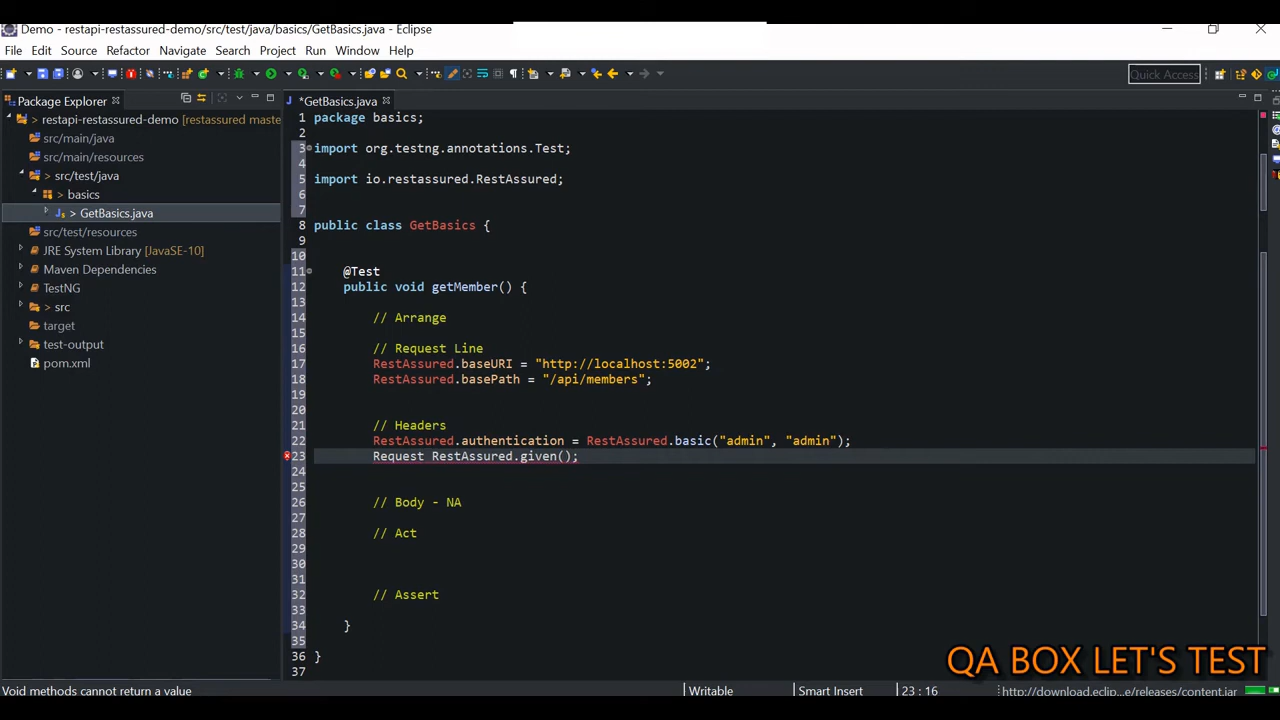 Demo - restapi-restassured-demo/src/test/java/basics/GetBasics.java - Eclipse
File Edit Source Refactor Navigate Search Project Run Window Help
Quick Access
Package Explorer
*GetBasics.java
> restapi-restassured-demo [restassured maste
src/main/java
src/main/resources
> src/test/java
> basics
> GetBasics.java
src/test/resources
JRE System Library [JavaSE-10]
Maven Dependencies
TestNG
> src
target
test-output
pom.xml
1 package basics;
2
3 import org.testng.annotations.Test;
4
5 import io.restassured.RestAssured;
6
7
8 public class GetBasics {
9
10
11 @Test
12 public void getMember() {
13
14 // Arrange
15
16 // Request Line
17 RestAssured.baseURI = "http://localhost:5002";
18 RestAssured.basePath = "/api/members";
19
20
21 // Headers
22 RestAssured.authentication = RestAssured.basic("admin", "admin");
23 Request RestAssured.given();
24
25
26 // Body - NA
27
28 // Act
29
30
31
32 // Assert
33
34 }
35
36 }
37
QA BOX LET'S TEST
Void methods cannot return a value
Writable
Smart Insert
23 : 16
http://download.eclip...e/releases/content.jar